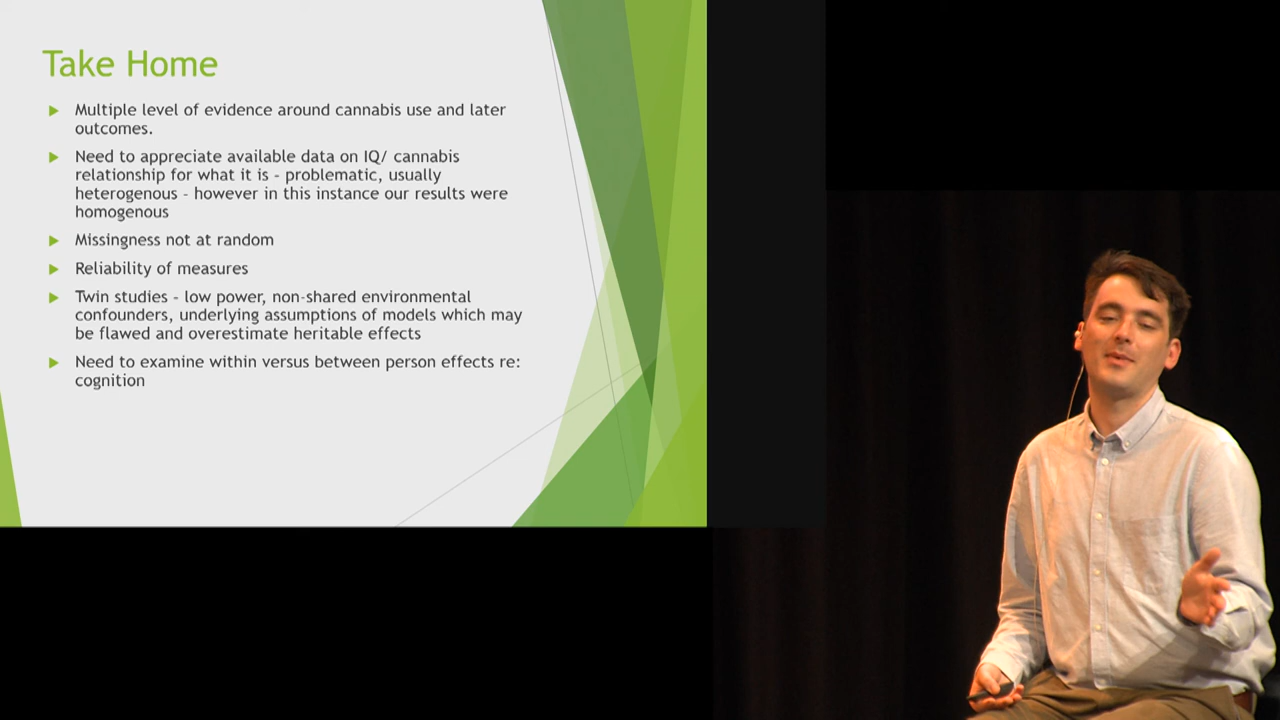 Take Home
Multiple level of evidence around cannabis use and later
outcomes.
Need to appreciate available data on IQ/ cannabis
relationship for what it is - problematic, usually
heterogenous - however in this instance our results were
homogenous
Missingness not at random
Reliability of measures
Twin studies - low power, non-shared environmental
confounders, underlying assumptions of models which may
be flawed and overestimate heritable effects
Need to examine within versus between person effects re:
cognition